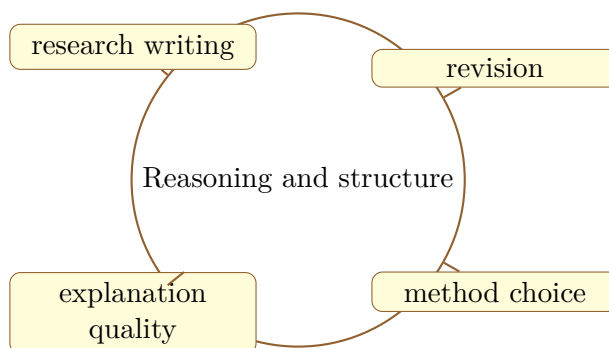 research writing
revision
Reasoning and structure
explanation
quality
method choice